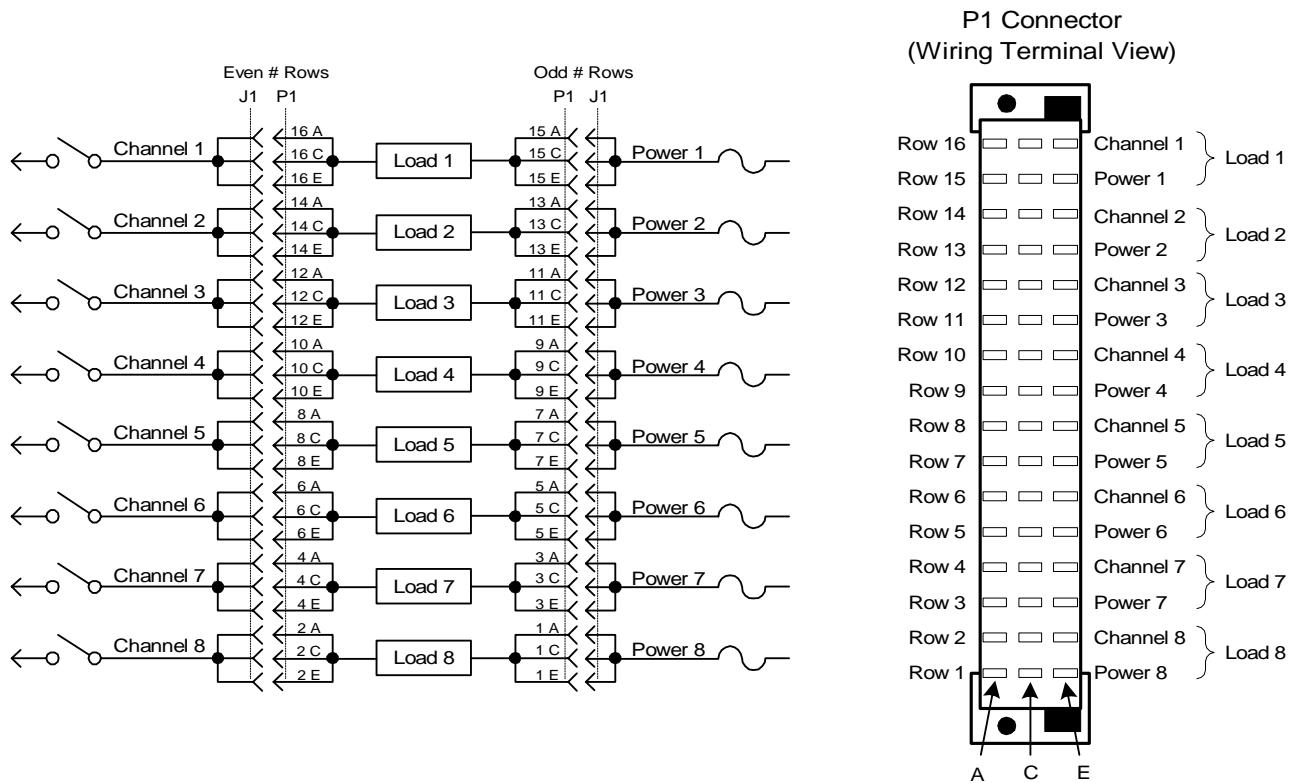 Even # Rows
J1 P1
Odd # Rows
P1 J1
Channel 1
16 A
16 C
16 E
Load 1
15 A
15 C
15 E
Power 1
Channel 2
14 A
14 C
14 E
Load 2
13 A
13 C
13 E
Power 2
Channel 3
12 A
12 C
12 E
Load 3
11 A
11 C
11 E
Power 3
Channel 4
10 A
10 C
10 E
Load 4
9 A
9 C
9 E
Power 4
Channel 5
8 A
8 C
8 E
Load 5
7 A
7 C
7 E
Power 5
Channel 6
6 A
6 C
6 E
Load 6
5 A
5 C
5 E
Power 6
Channel 7
4 A
4 C
4 E
Load 7
3 A
3 C
3 E
Power 7
Channel 8
2 A
2 C
2 E
Load 8
1 A
1 C
1 E
Power 8
P1 Connector
(Wiring Terminal View)
Row 16 Channel 1
Load 1
Row 15 Power 1
Row 14 Channel 2
Load 2
Row 13 Power 2
Row 12 Channel 3
Load 3
Row 11 Power 3
Row 10 Channel 4
Load 4
Row 9 Power 4
Row 8 Channel 5
Load 5
Row 7 Power 5
Row 6 Channel 6
Load 6
Row 5 Power 6
Row 4 Channel 7
Load 7
Row 3 Power 7
Row 2 Channel 8
Load 8
Row 1 Power 8
A C E